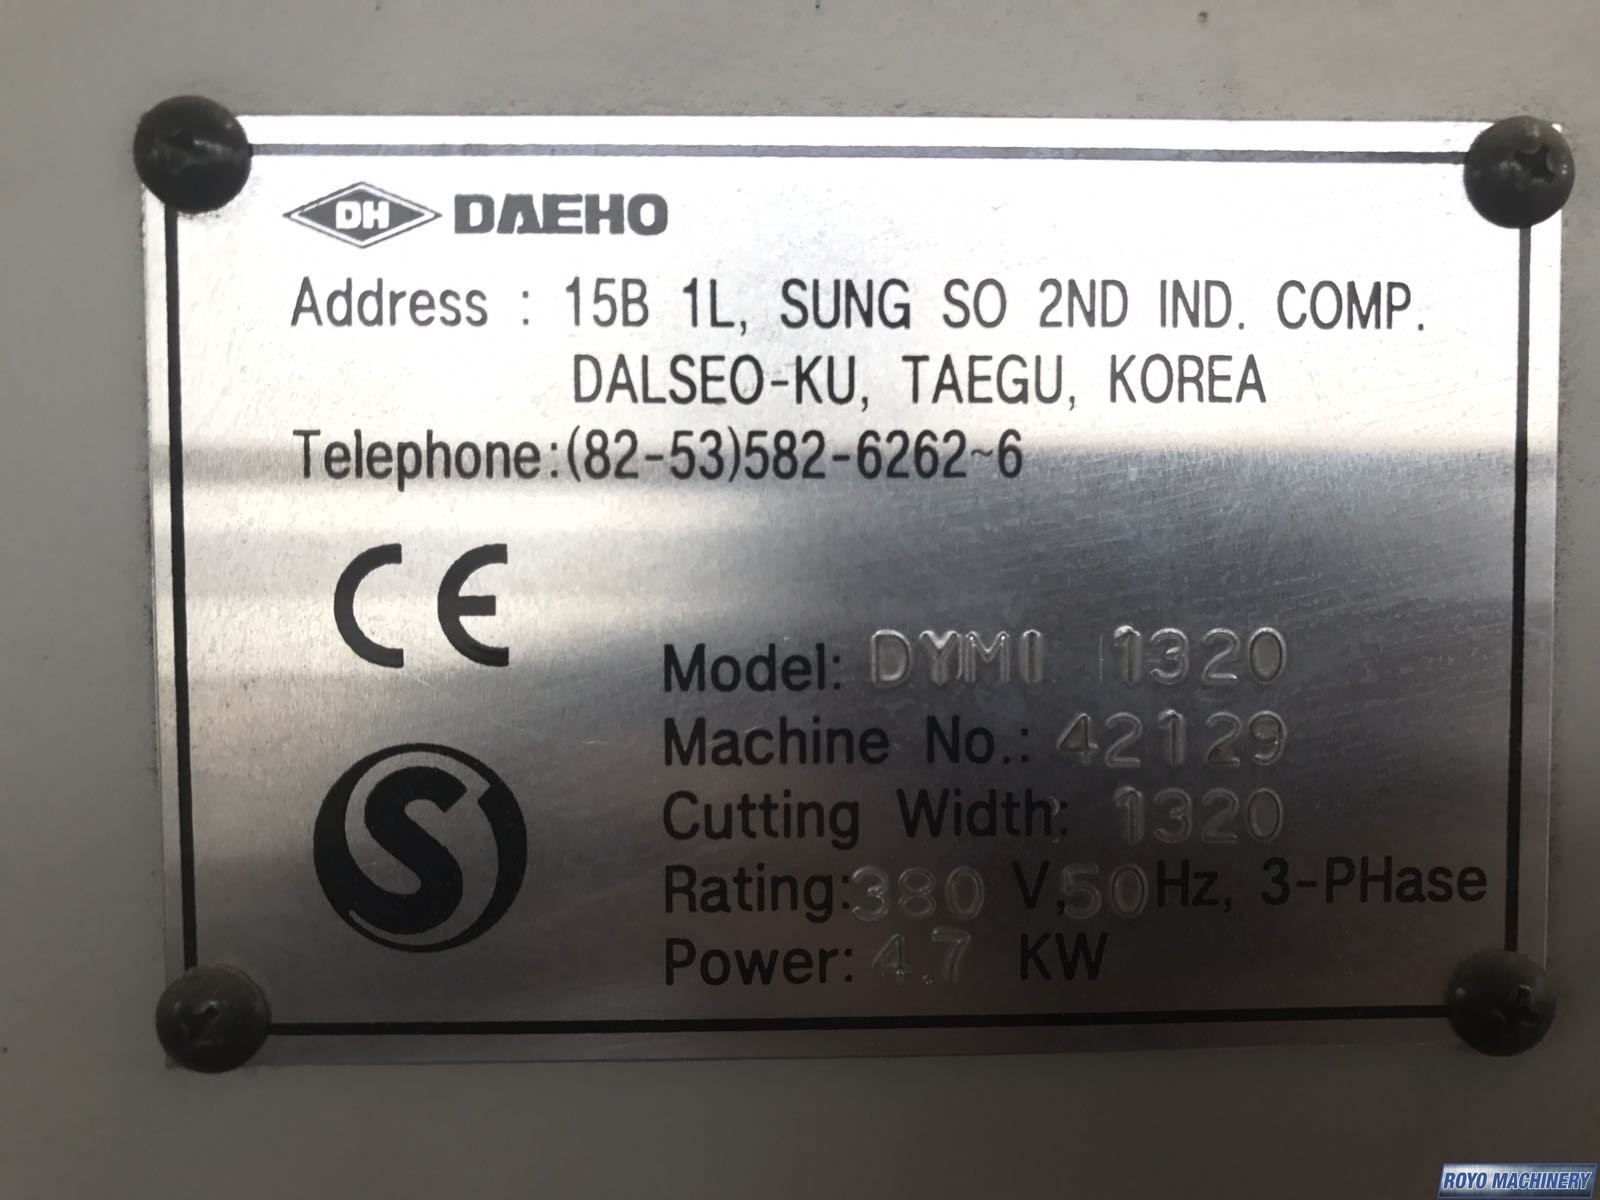 DH DAEHO
Address : 15B 1L, SUNG SO 2ND IND. COMP.
DALSEO-KU, TAEGU, KOREA
Telephone:(82-53)582-6262~6
CE
S
Model: DYM1 1320
Machine No.: 42129
Cutting Width: 1320
Rating:380 V,50Hz, 3-PHase
Power: 4.7 KW
ROYO MACHINERY